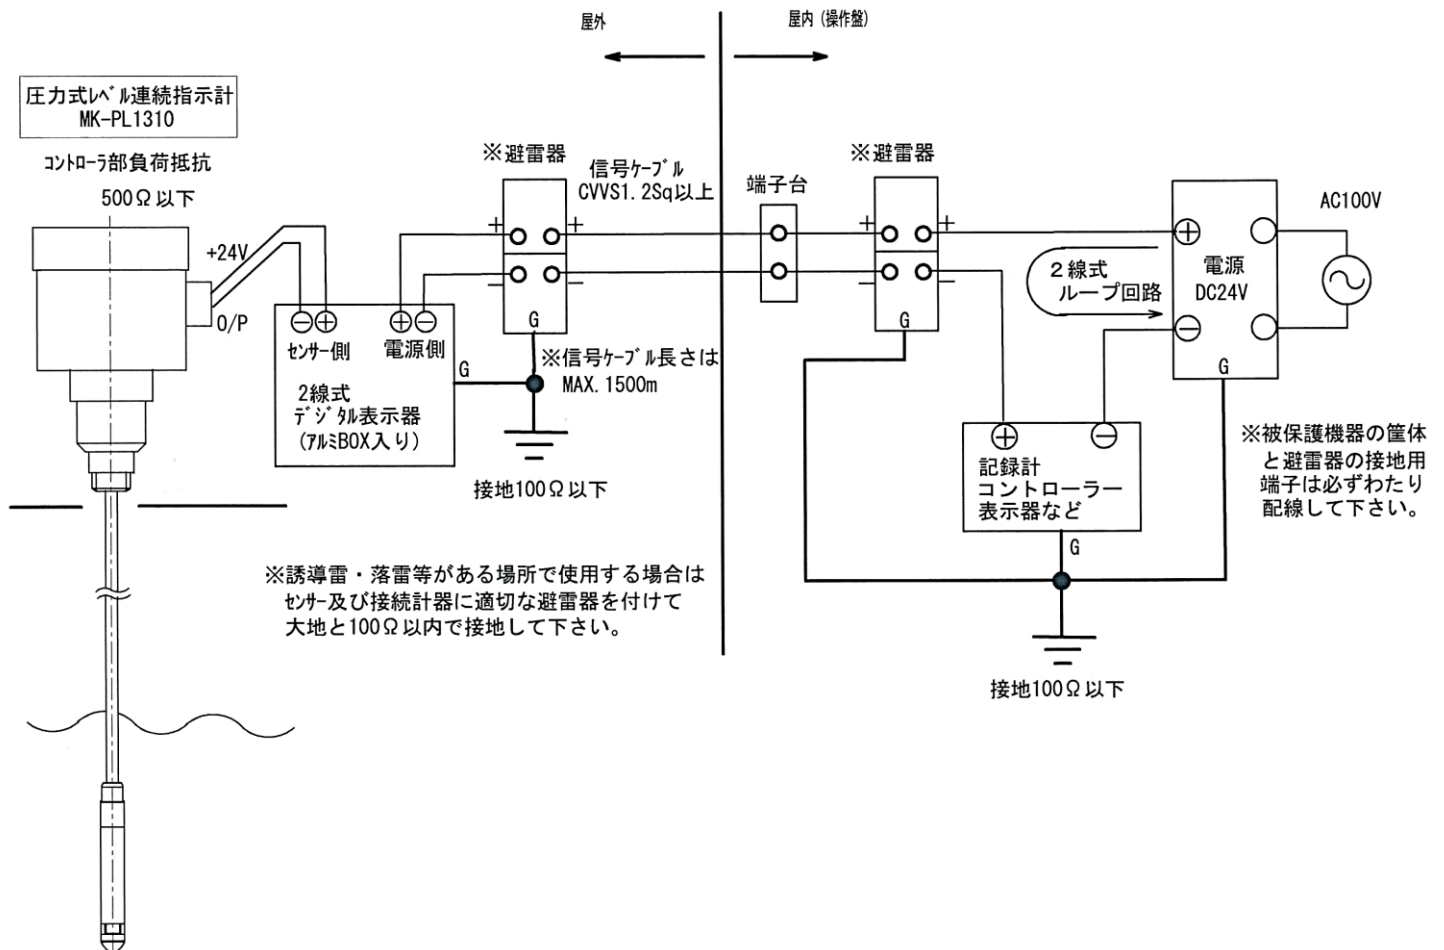 屋外
屋内（操作盤）
圧力式ﾚﾍﾞﾙ連続指示計
MK-PL1310
ｺﾝﾄﾛｰﾗ部負荷抵抗
500Ω以下
+24V
O/P
センサー側
電源側
G
2線式
デジタル表示器
（ｱﾙﾐBOX入り）
※避雷器
+
+
−
−
G
信号ｹｰﾌﾞﾙ
CVVS1.2Sq以上
※信号ｹｰﾌﾞﾙ長さは
MAX.1500m
接地100Ω以下
端子台
※避雷器
+
+
−
−
G
２線式
ループ回路
電源
DC24V
G
AC100V
記録計
コントローラー
表示器など
G
接地100Ω以下
※被保護機器の筐体
と避雷器の接地用
端子は必ずわたり
配線して下さい。
※誘導雷・落雷等がある場所で使用する場合は
ｾﾝｻｰ及び接続計器に適切な避雷器を付けて
大地と100Ω以内で接地して下さい。